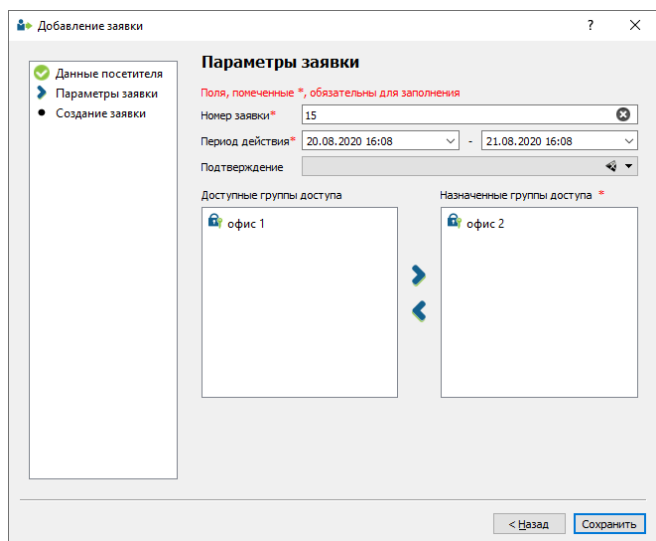 Добавление заявки
?
Данные посетителя
Параметры заявки
Создание заявки
Параметры заявки
Поля, помеченные *, обязательны для заполнения
Номер заявки* 15
Период действия* 20.08.2020 16:08 - 21.08.2020 16:08
Подтверждение
Доступные группы доступа
офис 1
Назначенные группы доступа *
офис 2
< Назад Сохранить